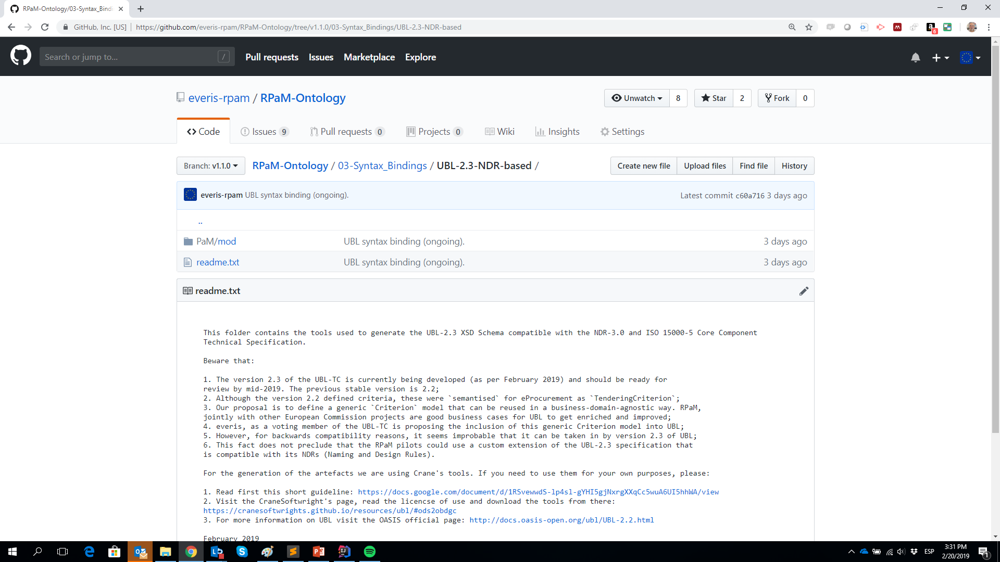 RPaM-Ontology/03-Syntax_Bindi
GitHub, Inc. [US] https://github.com/everis-rpam/RPaM-Ontology/tree/v1.1.0/03-Syntax_Bindings/UBL-2.3-NDR-based
6
Search or jump to... /
Pull requests Issues Marketplace Explore
everis-rpam / RPaM-Ontology
Unwatch 8 Star 2 Fork 0
Code Issues 9 Pull requests 0 Projects 0 Wiki Insights Settings
Branch: v1.1.0 RPaM-Ontology / 03-Syntax_Bindings / UBL-2.3-NDR-based /
Create new file Upload files Find file History
everis-rpam UBL syntax binding (ongoing). Latest commit c60a716 3 days ago
..
PaM/mod UBL syntax binding (ongoing). 3 days ago
readme.txt UBL syntax binding (ongoing). 3 days ago
readme.txt
This folder contains the tools used to generate the UBL-2.3 XSD Schema compatible with the NDR-3.0 and ISO 15000-5 Core Component
Technical Specification.
Beware that:
1. The version 2.3 of the UBL-TC is currently being developed (as per February 2019) and should be ready for
review by mid-2019. The previous stable version is 2.2;
2. Although the version 2.2 defined criteria, these were `semantised` for eProcurement as `TenderingCriterion`;
3. Our proposal is to define a generic `Criterion` model that can be reused in a business-domain-agnostic way. RPaM,
jointly with other European Commission projects are good business cases for UBL to get enriched and improved;
4. everis, as a voting member of the UBL-TC is proposing the inclusion of this generic Criterion model into UBL;
5. However, for backwards compatibility reasons, it seems improbable that it can be taken in by version 2.3 of UBL;
6. This fact does not preclude that the RPaM pilots could use a custom extension of the UBL-2.3 specification that
is compatible with its NDRs (Naming and Design Rules).
For the generation of the artefacts we are using Crane's tools. If you need to use them for your own purposes, please:
1. Read first this short guideline: https://docs.google.com/document/d/1RSvewwdS-lp4sl-gYHI5gjNxrgXXqCc5wuA6UI5hhWA/view
2. Visit the CraneSoftwright's page, read the licencse of use and download the tools from there:
https://cranesoftwrights.github.io/resources/ubl/#ods2obdgc
3. For more information on UBL visit the OASIS official page: http://docs.oasis-open.org/ubl/UBL-2.2.html
February 2019
ESP
3:31 PM
2/20/2019
1